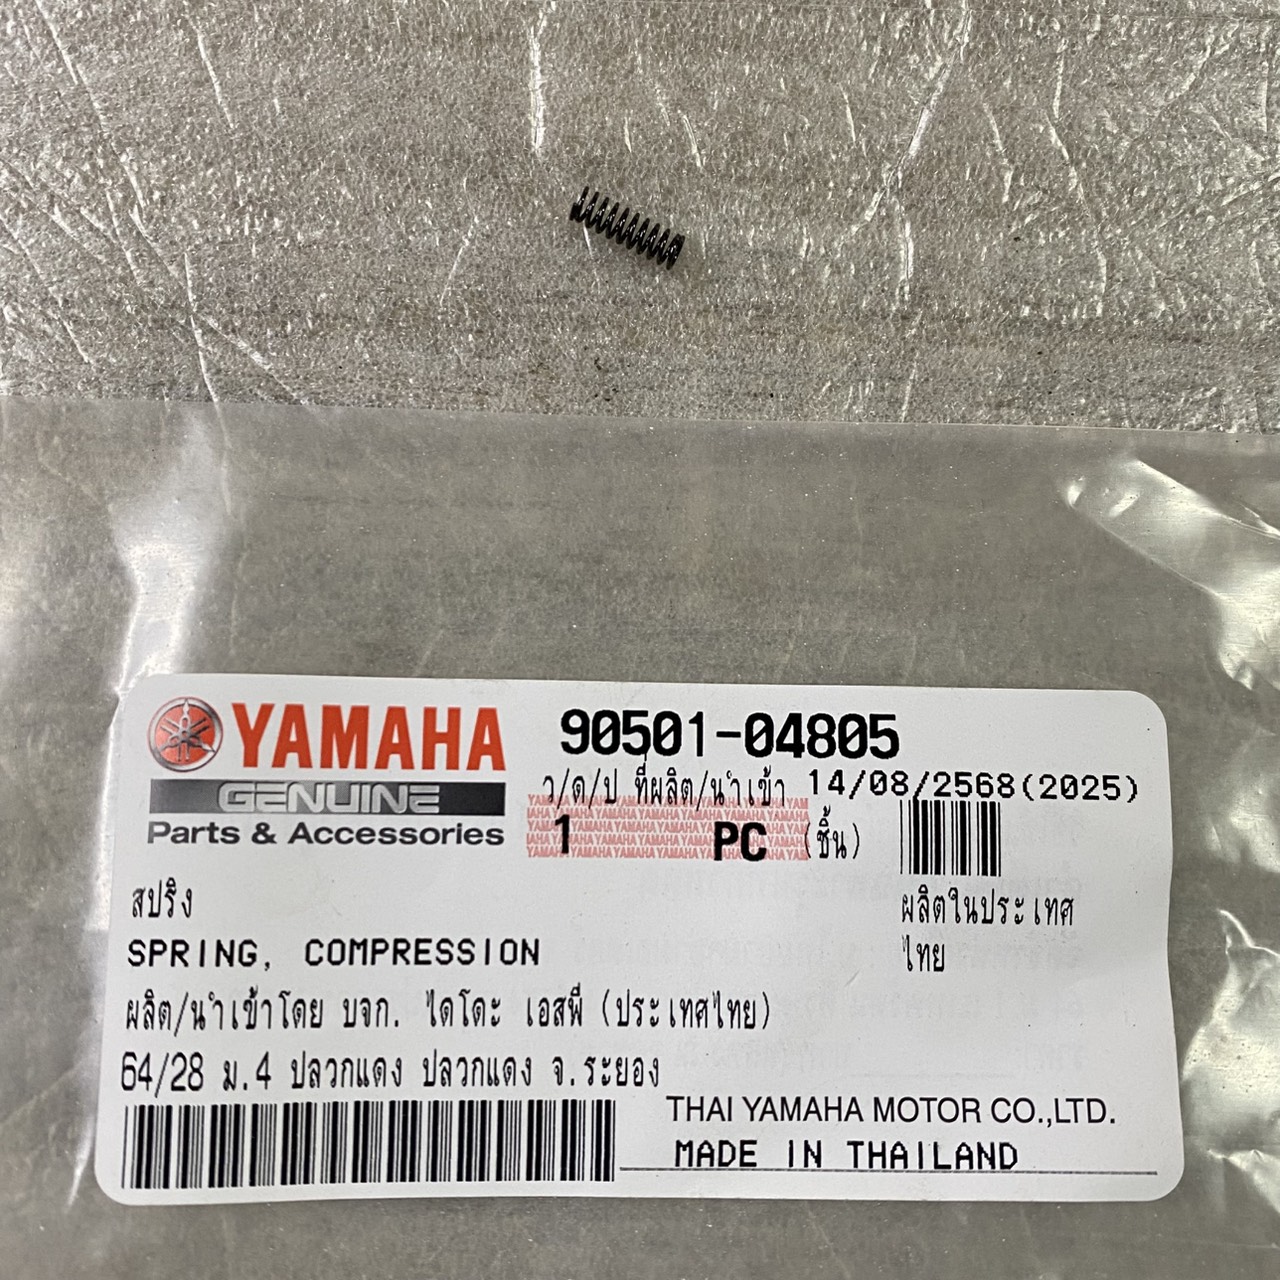 YAMAHA
GENUINE
Parts & Accessories
90501-04805
ว/ด/ป ที่ผลิต/นำเข้า 14/08/2568(2025)
1 PC (ชิ้น)
สปริง
SPRING, COMPRESSION
ผลิตในประเทศ
ไทย
ผลิต/นำเข้าโดย บจก. ไดโดะ เอสพี (ประเทศไทย)
64/28 ม.4 ปลวกแดง ปลวกแดง จ.ระยอง
THAI YAMAHA MOTOR CO.,LTD.
MADE IN THAILAND